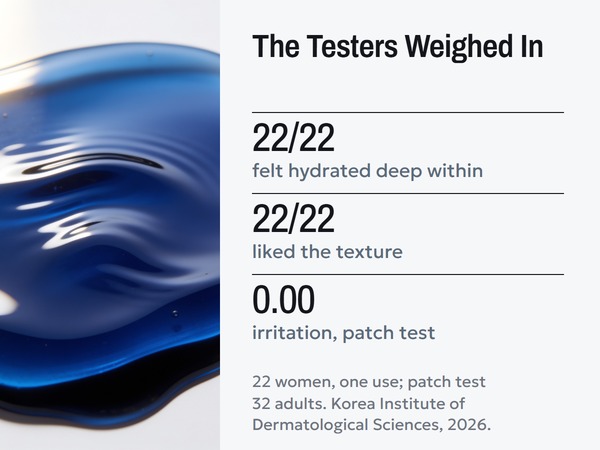 The Testers Weighed In
22/22
felt hydrated deep within
22/22
liked the texture
0.00
irritation, patch test
22 women, one use; patch test
32 adults. Korea Institute of
Dermatological Sciences, 2026.